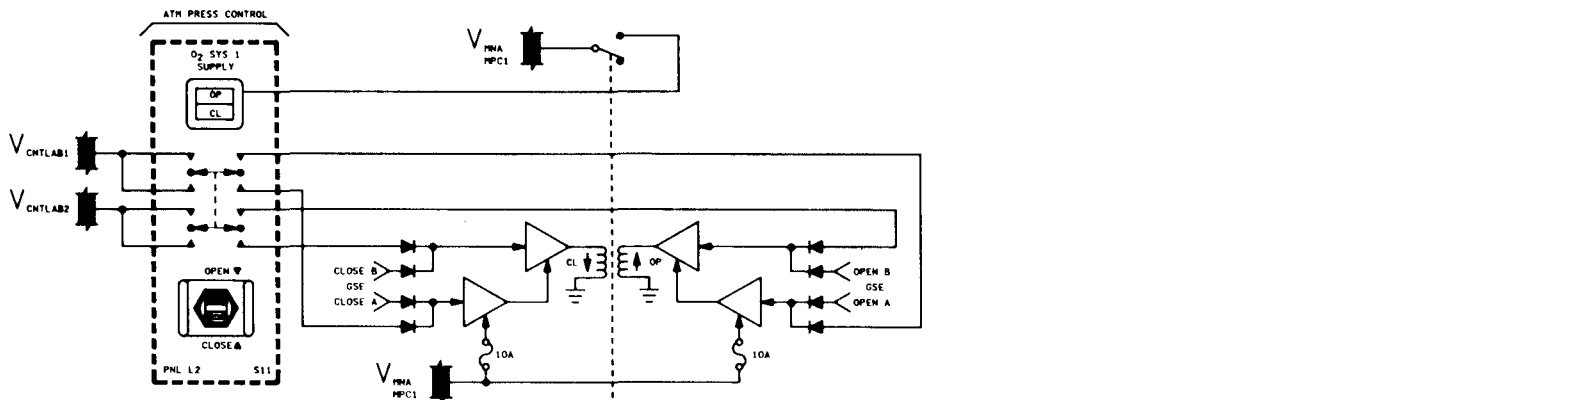 ATM PRESS CONTROL
O2 SYS 1
SUPPLY
OP
CL
V MNA
MPC1
V CNTLAB1
V CNTLAB2
OPEN ▼
CLOSE ▲
PNL L2 S11
CLOSE B
GSE
CLOSE A
CL
OP
OPEN B
GSE
OPEN A
10A
10A
V MNA
MPC1